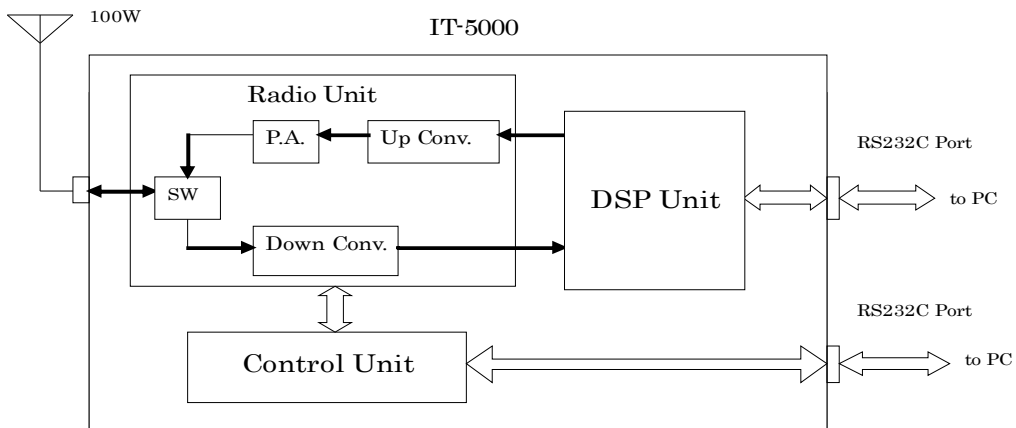 100W
IT-5000
Radio Unit
P.A.
Up Conv.
RS232C Port
SW
DSP Unit
to PC
Down Conv.
RS232C Port
Control Unit
to PC